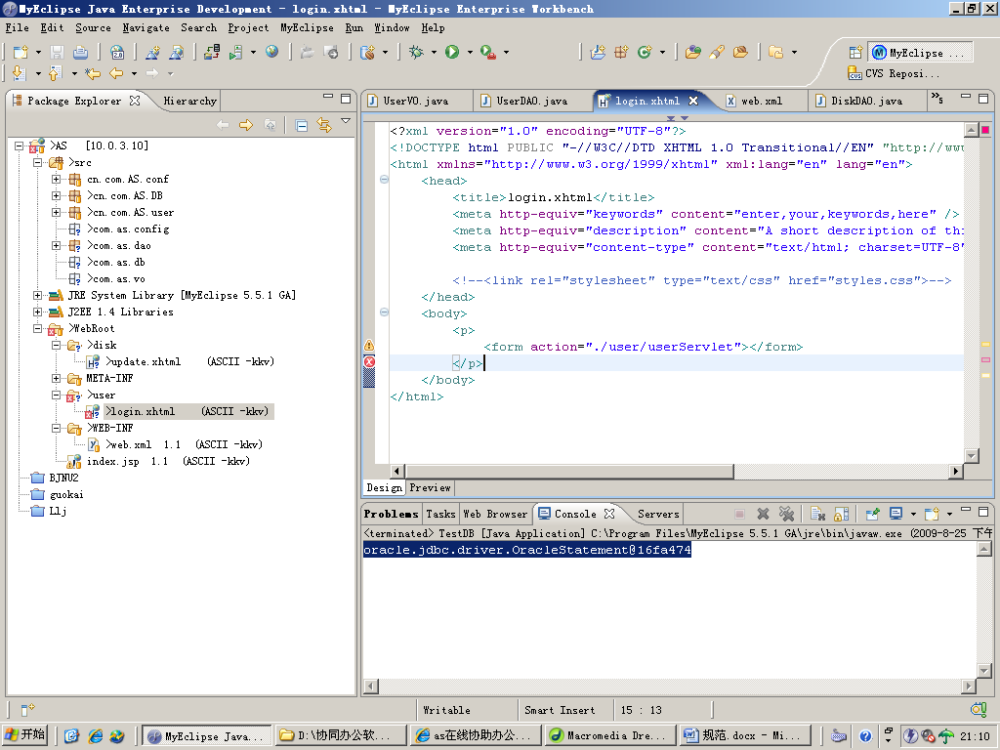 MyEclipse Java Enterprise Development - login.xhtml - MyEclipse Enterprise Workbench
File Edit Source Navigate Search Project MyEclipse Run Window Help
MyEclipse ...
CVS Reposi...
Package Explorer Hierarchy
UserVO.java UserDAO.java login.xhtml web.xml DiskDAO.java »5
>AS [10.0.3.10]
>src
cn.com.AS.conf
>cn.com.AS.DB
>cn.com.AS.user
>com.as.config
>com.as.dao
>com.as.db
>com.as.vo
JRE System Library [MyEclipse 5.5.1 GA]
J2EE 1.4 Libraries
>WebRoot
>disk
>update.xhtml (ASCII -kkv)
META-INF
>user
>login.xhtml (ASCII -kkv)
>WEB-INF
>web.xml 1.1 (ASCII -kkv)
index.jsp 1.1 (ASCII -kkv)
BJNU2
guokai
Llj
<?xml version="1.0" encoding="UTF-8"?>
<!DOCTYPE html PUBLIC "-//W3C//DTD XHTML 1.0 Transitional//EN" "http://www
<html xmlns="http://www.w3.org/1999/xhtml" xml:lang="en" lang="en">
<head>
<title>login.xhtml</title>
<meta http-equiv="keywords" content="enter,your,keywords,here" />
<meta http-equiv="description" content="A short description of thi
<meta http-equiv="content-type" content="text/html; charset=UTF-8"
<!--<link rel="stylesheet" type="text/css" href="styles.css">-->
</head>
<body>
<p>
<form action="./user/userServlet"></form>
</p>
</body>
</html>
Design Preview
Problems Tasks Web Browser Console Servers
<terminated> TestDB [Java Application] C:\Program Files\MyEclipse 5.5.1 GA\jre\bin\javaw.exe (2009-8-25 下午
oracle.jdbc.driver.OracleStatement@16fa474
Writable Smart Insert 15 : 13
开始 MyEclipse Java... D:\协同办公软... as在线协助办公... Macromedia Dre... 规范.docx - Mi... 21:10